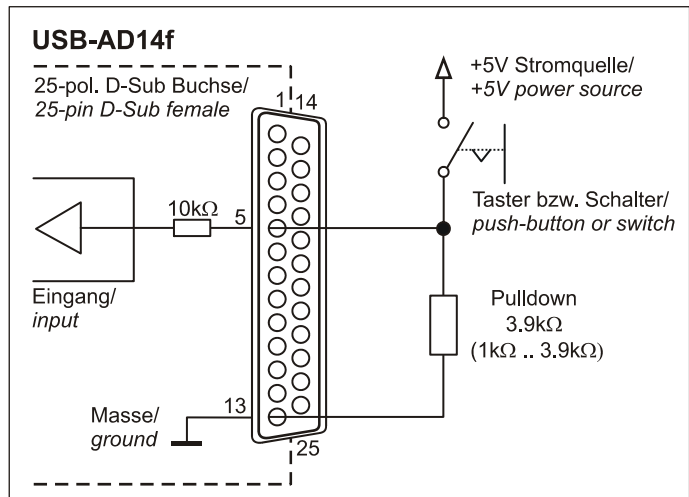 USB-AD14f
25-pol. D-Sub Buchse/
25-pin D-Sub female
1 14
+5V Stromquelle/
+5V power source
10kΩ
5
Taster bzw. Schalter/
push-button or switch
Eingang/
input
Pulldown
3.9kΩ
(1kΩ .. 3.9kΩ)
Masse/
ground
13
25